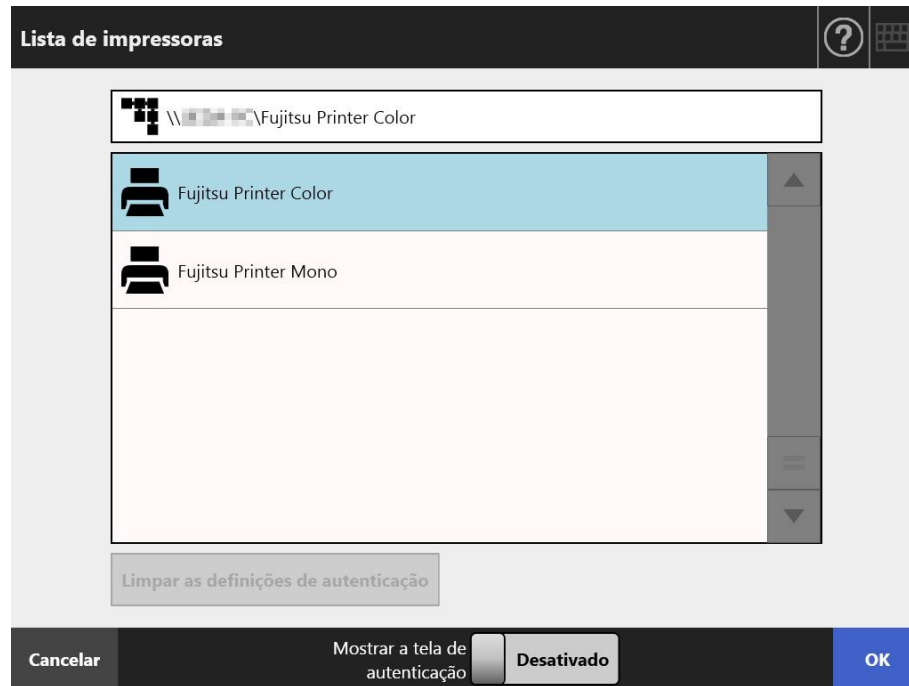 Lista de impressoras
?
\\ \Fujitsu Printer Color
Fujitsu Printer Color
Fujitsu Printer Mono
Limpar as definições de autenticação
Cancelar
Mostrar a tela de
autenticação
Desativado
OK